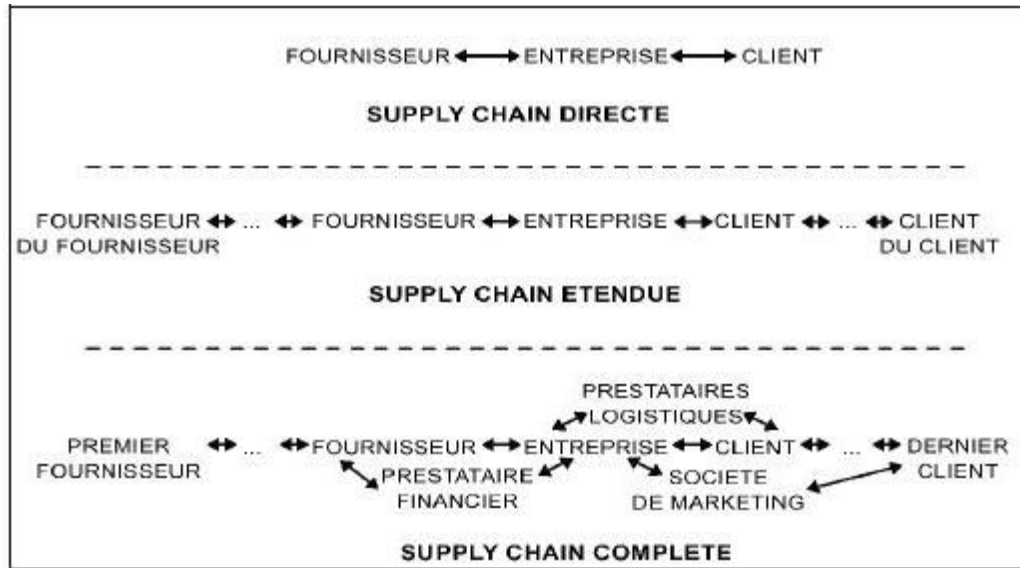 FOURNISSEUR ENTREPRISE CLIENT
SUPPLY CHAIN DIRECTE
FOURNISSEUR ... FOURNISSEUR ENTREPRISE CLIENT ... CLIENT
DU FOURNISSEUR DU CLIENT
SUPPLY CHAIN ETENDUE
PRESTATAIRES
LOGISTIQUES
PREMIER ... FOURNISSEUR ENTREPRISE CLIENT ... DERNIER
FOURNISSEUR PRESTATAIRE SOCIETE CLIENT
FINANCIER DE MARKETING
SUPPLY CHAIN COMPLETE